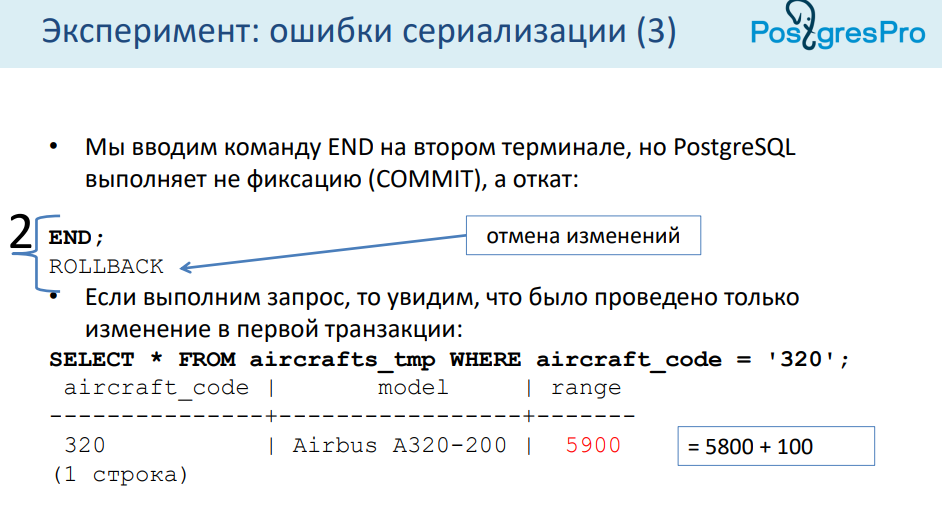 Эксперимент: ошибки сериализации (3)
PostgresPro
• Мы вводим команду END на втором терминале, но PostgreSQL
выполняет не фиксацию (COMMIT), а откат:
2
END;
отмена изменений
ROLLBACK
• Если выполним запрос, то увидим, что было проведено только
изменение в первой транзакции:
SELECT * FROM aircrafts_tmp WHERE aircraft_code = '320';
aircraft_code | model | range
---------------+-----------------+-------
320 | Airbus A320-200 | 5900
= 5800 + 100
(1 строка)